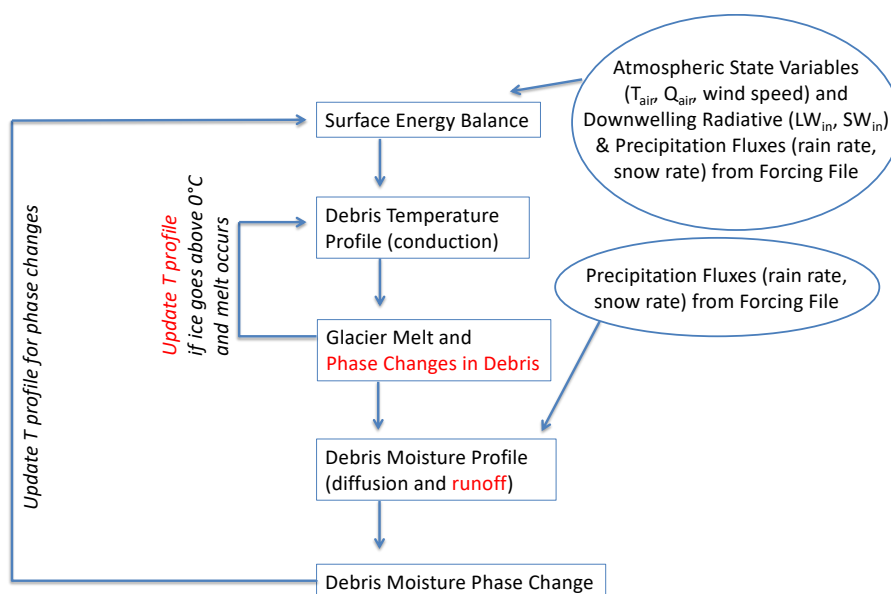 Atmospheric State Variables
(Tair, Qair, wind speed) and
Downwelling Radiative (LWin, SWin)
& Precipitation Fluxes (rain rate,
snow rate) from Forcing File
Surface Energy Balance
Debris Temperature
Profile (conduction)
Update T profile
if ice goes above 0°C
and melt occurs
Update T profile for phase changes
Precipitation Fluxes (rain rate,
snow rate) from Forcing File
Glacier Melt and
Phase Changes in Debris
Debris Moisture Profile
(diffusion and runoff)
Debris Moisture Phase Change